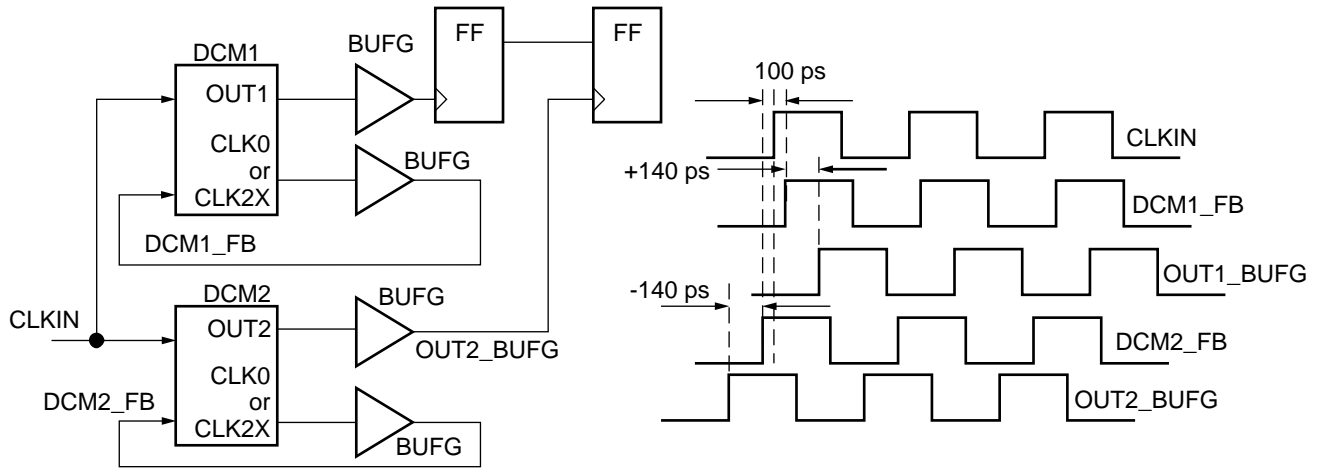 DCM1
OUT1
CLK0
or
CLK2X
BUFG
BUFG
FF
FF
DCM1_FB
CLKIN
DCM2
OUT2
CLK0
or
CLK2X
BUFG
OUT2_BUFG
BUFG
DCM2_FB
100 ps
CLKIN
+140 ps
DCM1_FB
OUT1_BUFG
-140 ps
DCM2_FB
OUT2_BUFG